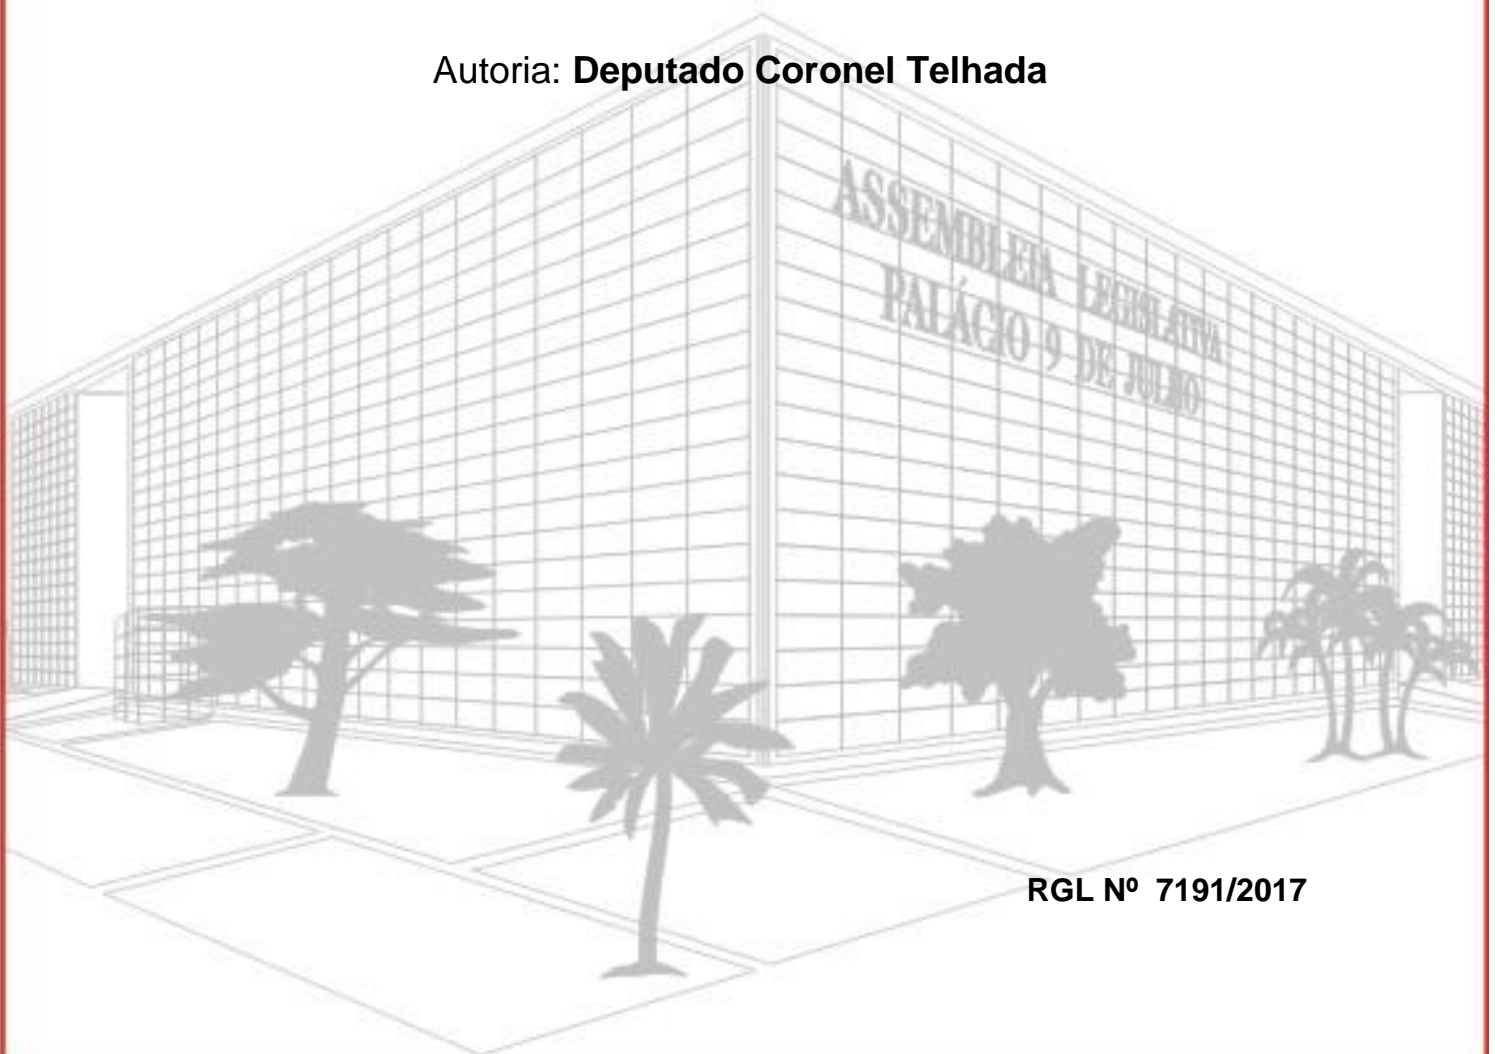 Autoria: Deputado Coronel Telhada
ASSEMBLEIA LEGISLATIVA
PALÁCIO 9 DE JULHO
RGL Nº 7191/2017